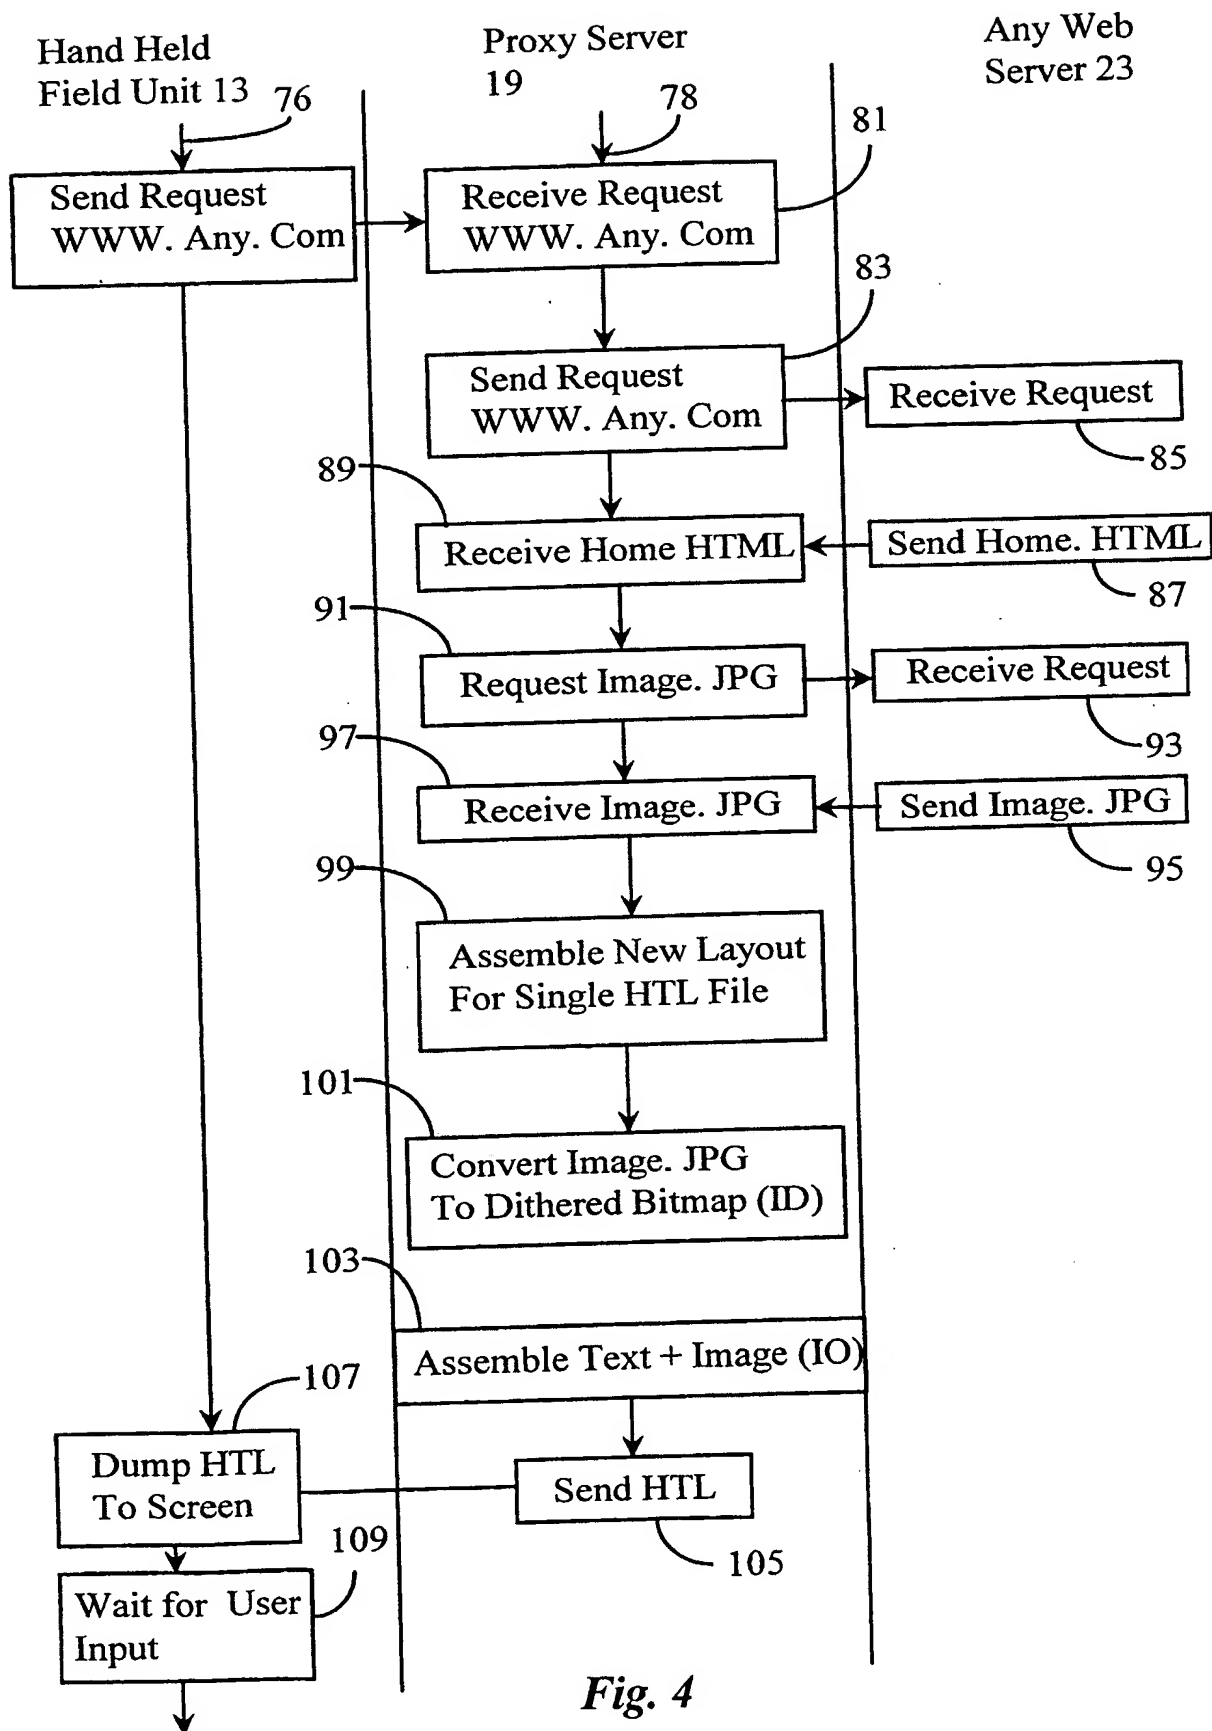 Hand Held
Field Unit 13
76
Proxy Server
19
78
Any Web
Server 23
81
Send Request
WWW. Any. Com
Receive Request
WWW. Any. Com
83
Send Request
WWW. Any. Com
Receive Request
85
89
Receive Home HTML
Send Home. HTML
87
91
Request Image. JPG
Receive Request
93
97
Receive Image. JPG
Send Image. JPG
95
99
Assemble New Layout
For Single HTL File
101
Convert Image. JPG
To Dithered Bitmap (ID)
103
Assemble Text + Image (IO)
107
Dump HTL
To Screen
Send HTL
105
109
Wait for User
Input
Fig. 4